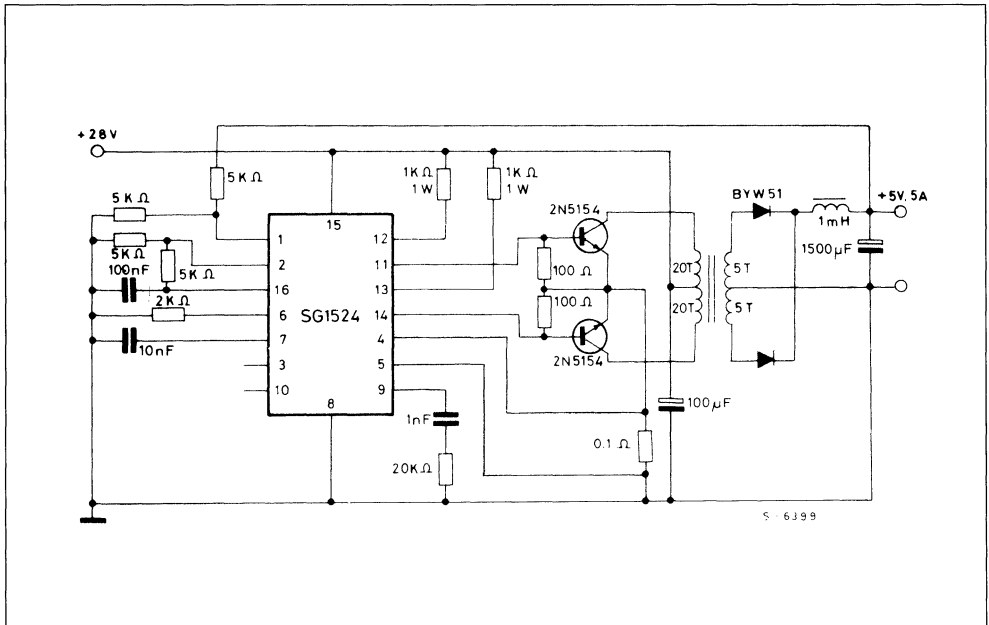 +28V
5KΩ
1KΩ
1W
1KΩ
1W
BYW51
+5V, 5A
5KΩ
2N5154
1mH
15
1
12
1500µF
5KΩ
2
11
100nF
5KΩ
100Ω
20T
5T
16
13
2KΩ
SG1524
100Ω
20T
5T
6
14
7
4
10nF
2N5154
3
5
10
9
8
1nF
100µF
0.1Ω
20KΩ
S-6399